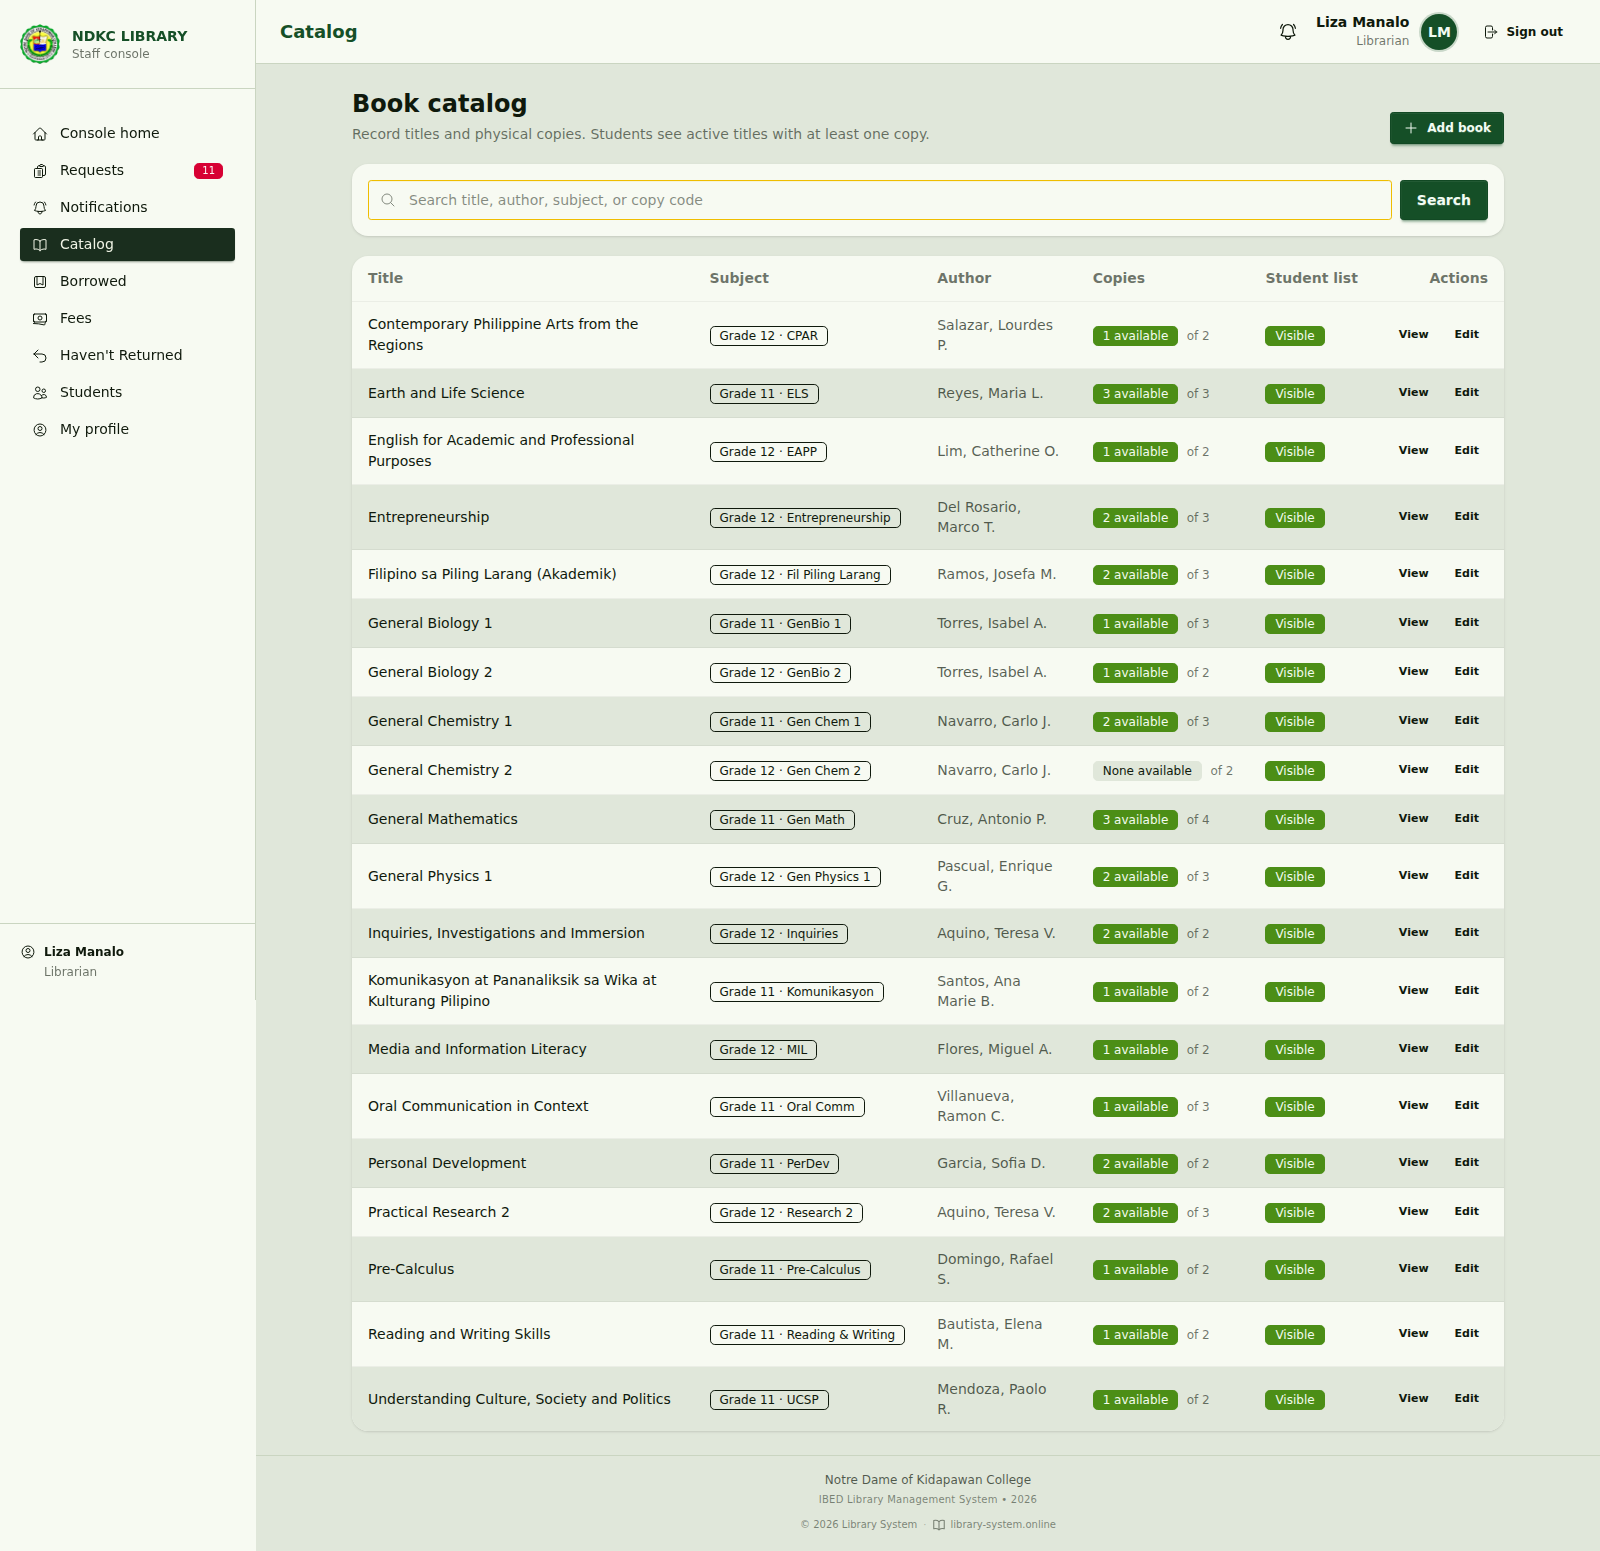 NDKC LIBRARY
Staff console
Console home
Requests 11
Notifications
Catalog
Borrowed
Fees
Haven't Returned
Students
My profile
Liza Manalo
Librarian
Catalog
Liza Manalo
Librarian
LM
Sign out
Book catalog
Record titles and physical copies. Students see active titles with at least one copy.
Add book
Search title, author, subject, or copy code
Search
Title Subject Author Copies Student list Actions
Contemporary Philippine Arts from the
Regions
Grade 12 · CPAR
Salazar, Lourdes
P.
1 available of 2 Visible View Edit
Earth and Life Science Grade 11 · ELS Reyes, Maria L. 3 available of 3 Visible View Edit
English for Academic and Professional
Purposes
Grade 12 · EAPP Lim, Catherine O. 1 available of 2 Visible View Edit
Entrepreneurship Grade 12 · Entrepreneurship
Del Rosario,
Marco T.
2 available of 3 Visible View Edit
Filipino sa Piling Larang (Akademik) Grade 12 · Fil Piling Larang Ramos, Josefa M. 2 available of 3 Visible View Edit
General Biology 1 Grade 11 · GenBio 1 Torres, Isabel A. 1 available of 3 Visible View Edit
General Biology 2 Grade 12 · GenBio 2 Torres, Isabel A. 1 available of 2 Visible View Edit
General Chemistry 1 Grade 11 · Gen Chem 1 Navarro, Carlo J. 2 available of 3 Visible View Edit
General Chemistry 2 Grade 12 · Gen Chem 2 Navarro, Carlo J. None available of 2 Visible View Edit
General Mathematics Grade 11 · Gen Math Cruz, Antonio P. 3 available of 4 Visible View Edit
General Physics 1 Grade 12 · Gen Physics 1
Pascual, Enrique
G.
2 available of 3 Visible View Edit
Inquiries, Investigations and Immersion Grade 12 · Inquiries Aquino, Teresa V. 2 available of 2 Visible View Edit
Komunikasyon at Pananaliksik sa Wika at
Kulturang Pilipino
Grade 11 · Komunikasyon
Santos, Ana
Marie B.
1 available of 2 Visible View Edit
Media and Information Literacy Grade 12 · MIL Flores, Miguel A. 1 available of 2 Visible View Edit
Oral Communication in Context Grade 11 · Oral Comm
Villanueva,
Ramon C.
1 available of 3 Visible View Edit
Personal Development Grade 11 · PerDev Garcia, Sofia D. 2 available of 2 Visible View Edit
Practical Research 2 Grade 12 · Research 2 Aquino, Teresa V. 2 available of 3 Visible View Edit
Pre-Calculus Grade 11 · Pre-Calculus
Domingo, Rafael
S.
1 available of 2 Visible View Edit
Reading and Writing Skills Grade 11 · Reading & Writing
Bautista, Elena
M.
1 available of 2 Visible View Edit
Understanding Culture, Society and Politics Grade 11 · UCSP
Mendoza, Paolo
R.
1 available of 2 Visible View Edit
Notre Dame of Kidapawan College
IBED Library Management System • 2026
© 2026 Library System · library-system.online